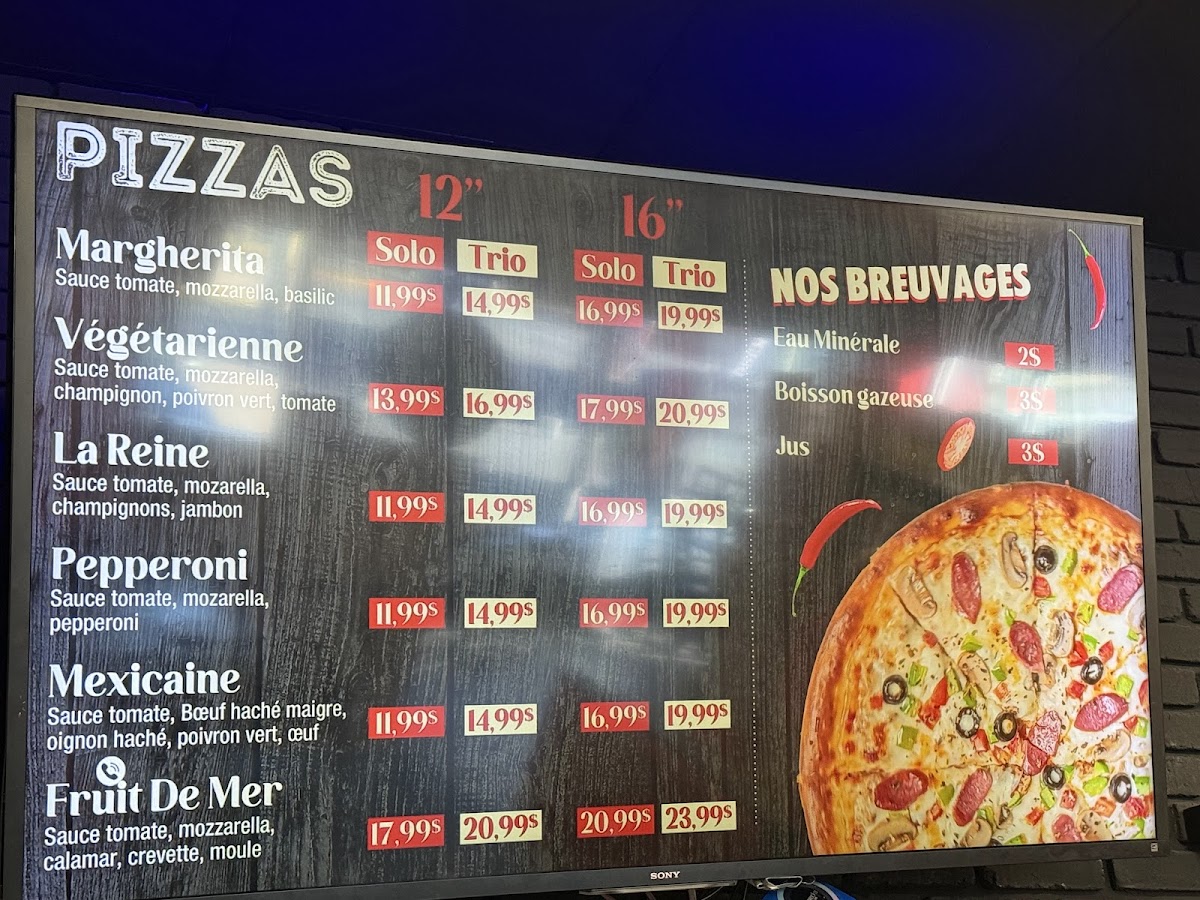 PIZZAS
12” 16”
Solo Trio Solo Trio
Margherita
Sauce tomate, mozzarella, basilic
11,99$ 14,99$ 16,99$ 19,99$
Végétarienne
Sauce tomate, mozzarella,
champignon, poivron vert, tomate
13,99$ 16,99$ 17,99$ 20,99$
La Reine
Sauce tomate, mozarella,
champignons, jambon
11,99$ 14,99$ 16,99$ 19,99$
Pepperoni
Sauce tomate, mozarella,
pepperoni
11,99$ 14,99$ 16,99$ 19,99$
Mexicaine
Sauce tomate, Bœuf haché maigre,
oignon haché, poivron vert, œuf
11,99$ 14,99$ 16,99$ 19,99$
Fruit De Mer
Sauce tomate, mozzarella,
calamar, crevette, moule
17,99$ 20,99$ 20,99$ 23,99$
NOS BREUVAGES
Eau Minérale 2$
Boisson gazeuse 3$
Jus 3$
SONY